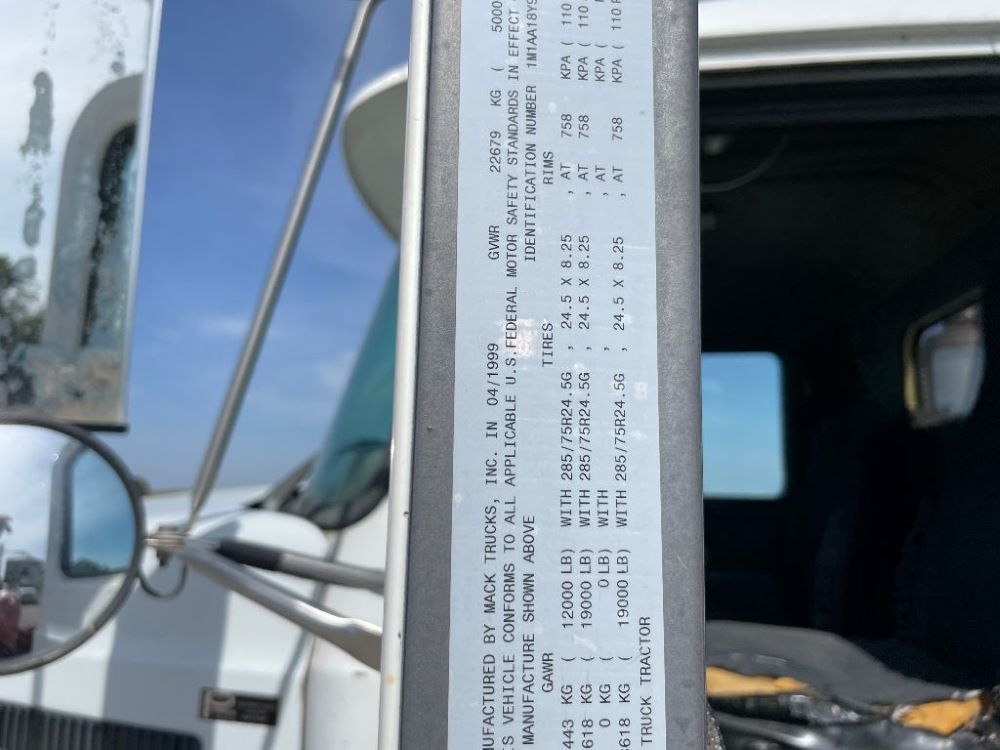 UFACTURED BY MACK TRUCKS, INC. IN 04/1999 GVWR 22679 KG ( 5000
S VEHICLE CONFORMS TO ALL APPLICABLE U.S. FEDERAL MOTOR SAFETY STANDARDS IN EFFECT
MANUFACTURE SHOWN ABOVE IDENTIFICATION NUMBER 1M1AA18Y9
GAWR TIRES RIMS
443 KG ( 12000 LB) WITH 285/75R24.5G , 24.5 X 8.25 , AT 758 KPA ( 110
618 KG ( 19000 LB) WITH 285/75R24.5G , 24.5 X 8.25 , AT 758 KPA ( 110
0 KG ( 0 LB) WITH , , AT KPA (
618 KG ( 19000 LB) WITH 285/75R24.5G , 24.5 X 8.25 , AT 758 KPA ( 110
TRUCK TRACTOR